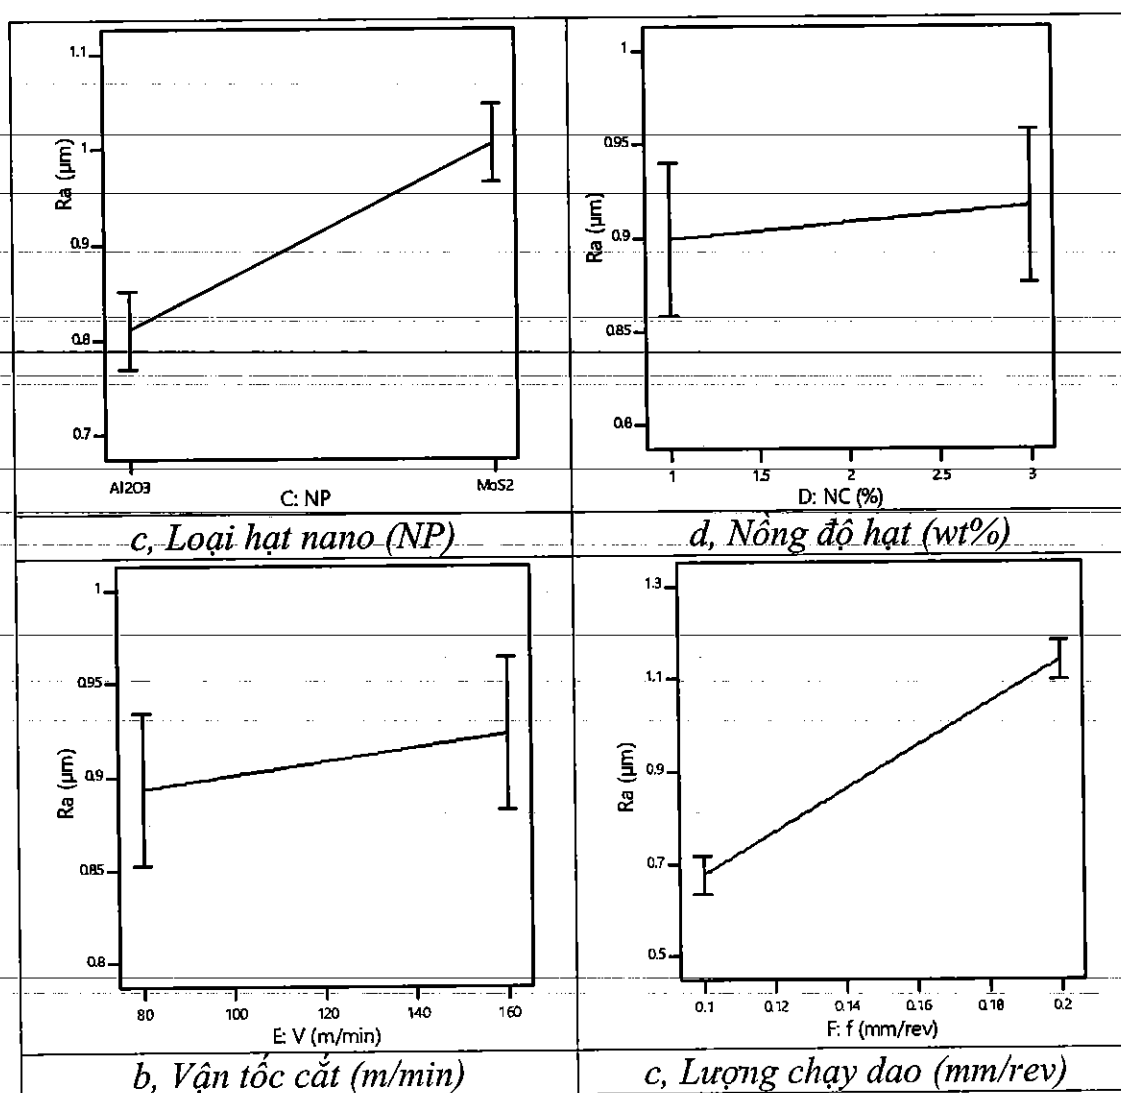 1.1
1
0.9
0.8
0.7
Ra (µm)
Al2O3
MoS2
C: NP
c, Loại hạt nano (NP)
1
0.95
0.9
0.85
0.8
Ra (µm)
1
1.5
2
2.5
3
D: NC (%)
d, Nồng độ hạt (wt%)
1
0.95
0.9
0.85
0.8
Ra (µm)
80
100
120
140
160
E: V (m/min)
b, Vận tốc cắt (m/min)
1.3
1.1
0.9
0.7
0.5
Ra (µm)
0.1
0.12
0.14
0.16
0.18
0.2
F: f (mm/rev)
c, Lượng chạy dao (mm/rev)